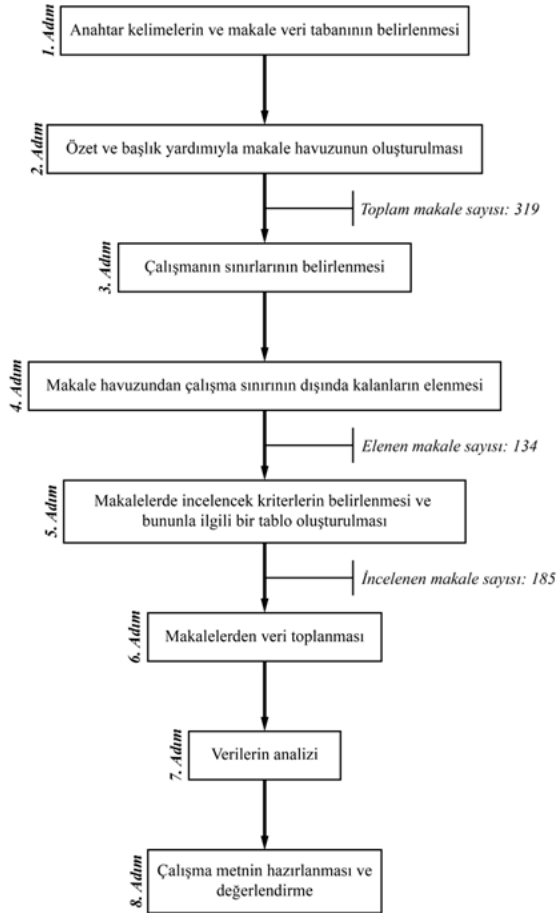 1. Adım
Anahtar kelimelerin ve makale veri tabanının belirlenmesi
2. Adım
Özet ve başlık yardımıyla makale havuzunun oluşturulması
Toplam makale sayısı: 319
3. Adım
Çalışmanın sınırlarının belirlenmesi
4. Adım
Makale havuzundan çalışma sınırının dışında kalanların elenmesi
Elenen makale sayısı: 134
5. Adım
Makalelerde incelencek kriterlerin belirlenmesi ve
bununla ilgili bir tablo oluşturulması
İncelenen makale sayısı: 185
6. Adım
Makalelerden veri toplanması
7. Adım
Verilerin analizi
8. Adım
Çalışma metnin hazırlanması ve
değerlendirme